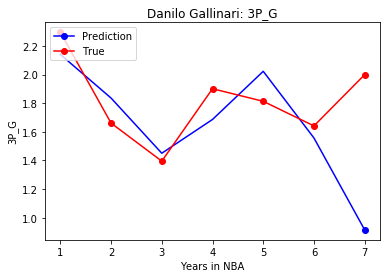 Danilo Gallinari: 3P_G
Prediction
True
2.2
2.0
1.8
1.6
1.4
1.2
1.0
3P_G
1 2 3 4 5 6 7
Years in NBA